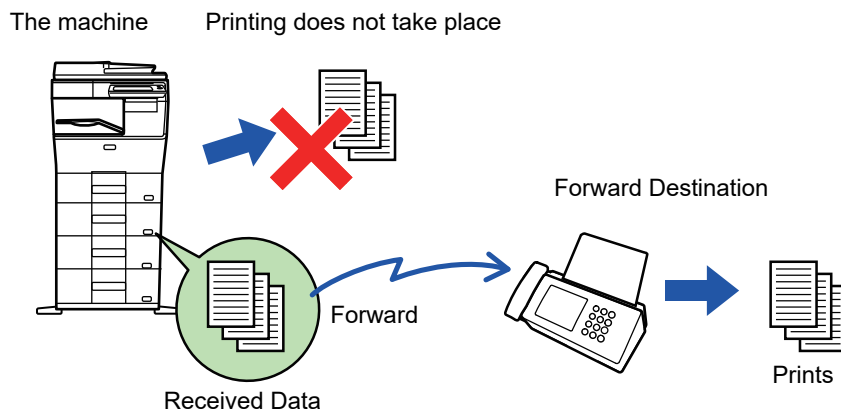 The machine
Printing does not take place
Forward Destination
Forward
Prints
Received Data